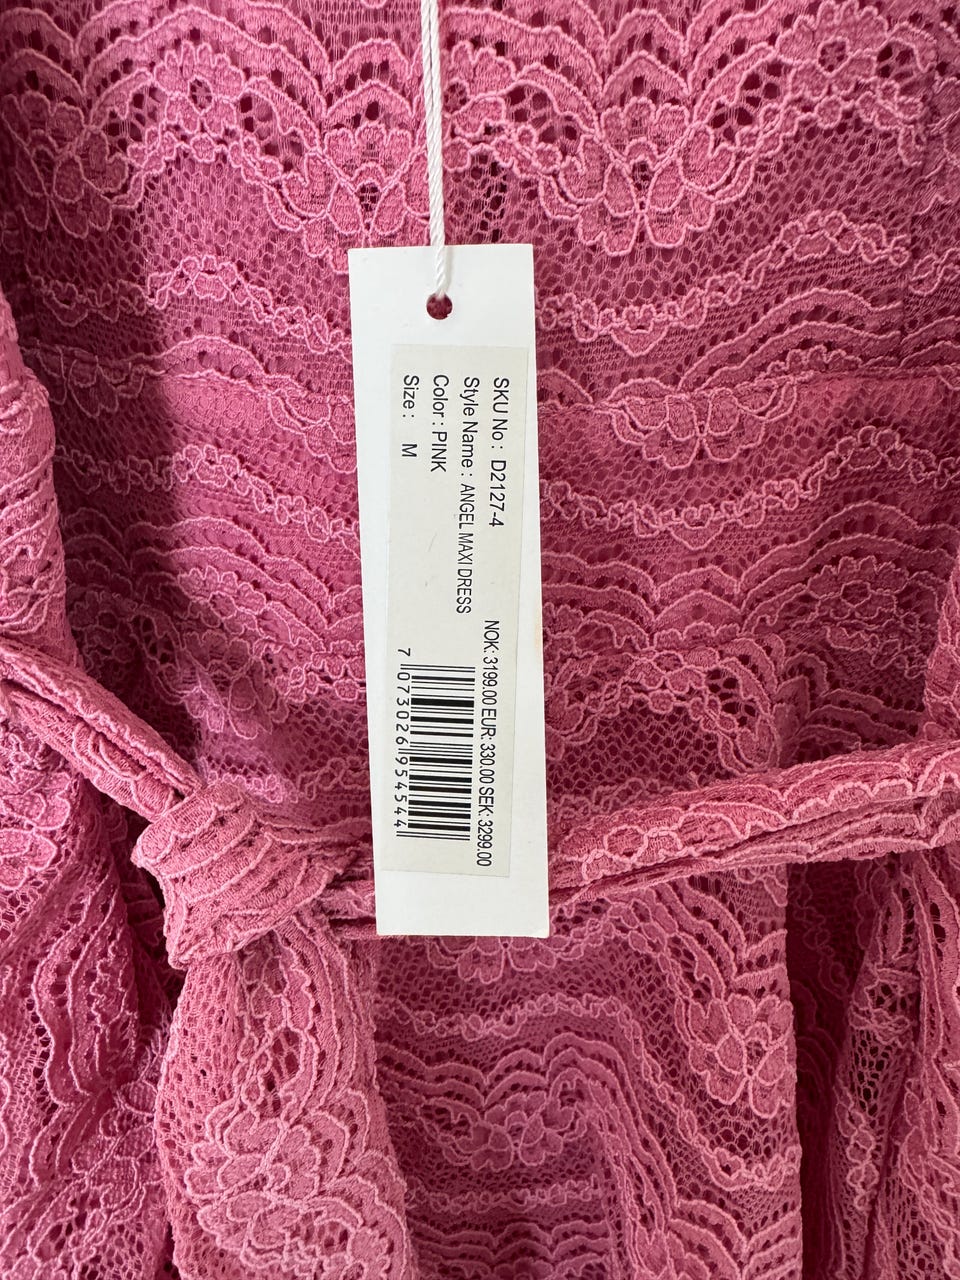 SKU No : D2127-4
Style Name : ANGEL MAXI DRESS
Color : PINK
Size : M
NOK: 3199.00 EUR: 330.00 SEK: 3299.00
7 073026 954544